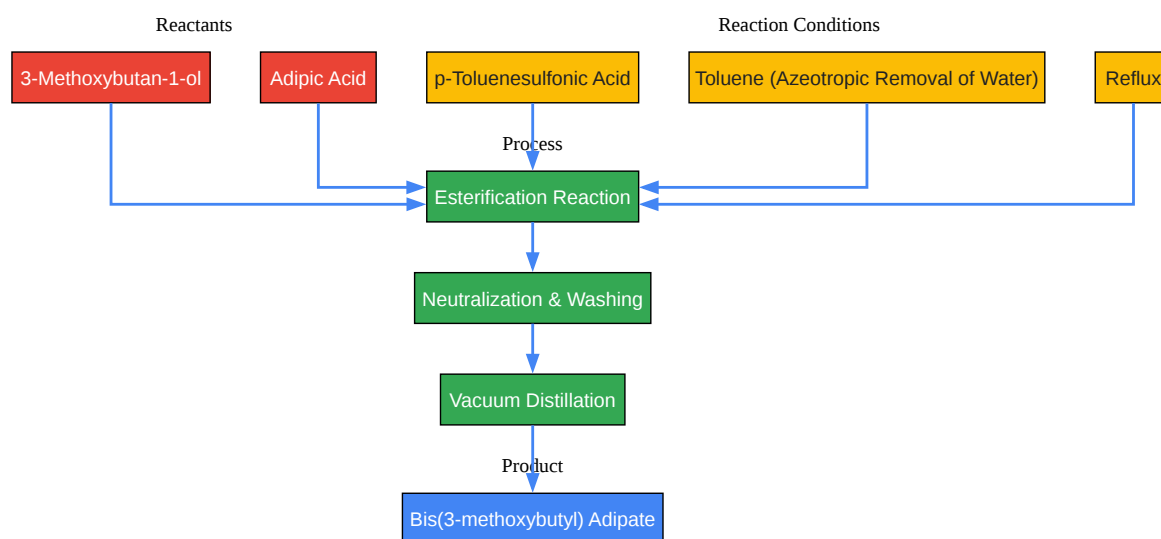 Reactants
Reaction Conditions
3-Methoxybutan-1-ol
Adipic Acid
p-Toluenesulfonic Acid
Toluene (Azeotropic Removal of Water)
Reflux
Process
Esterification Reaction
Neutralization & Washing
Vacuum Distillation
Product
Bis(3-methoxybutyl) Adipate